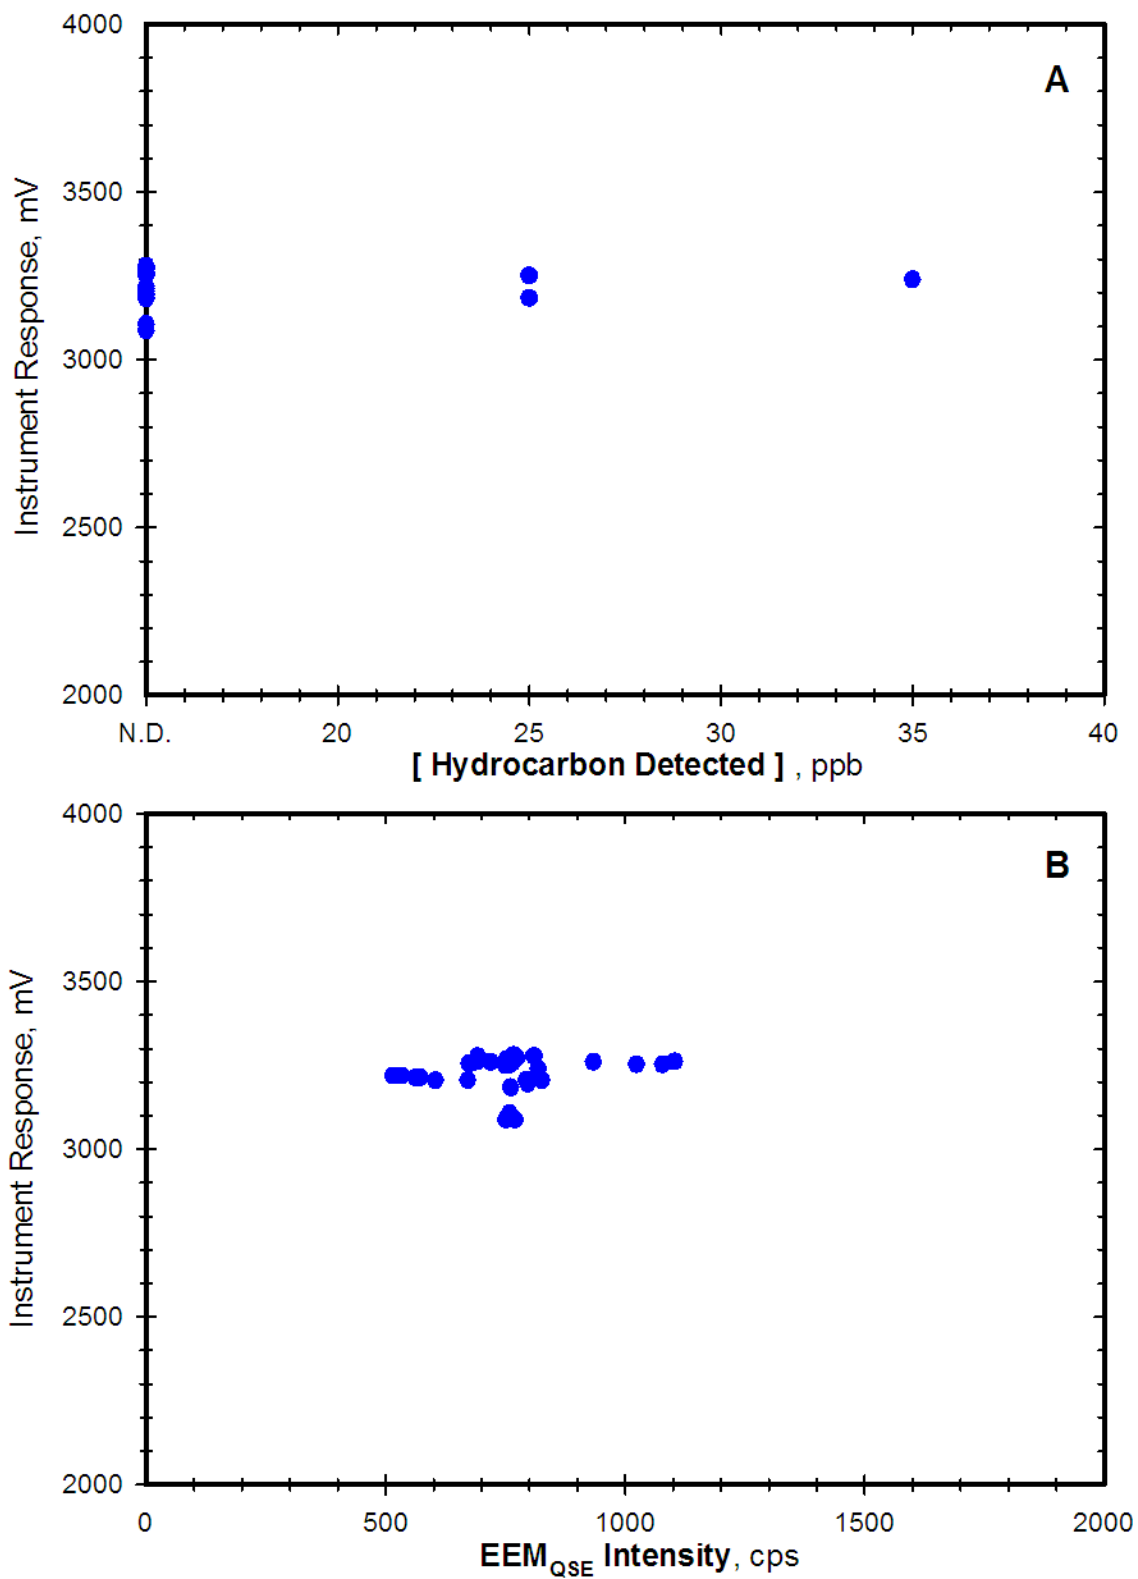 4000
A
3500
Instrument Response, mV
3000
2500
2000
N.D. 20 25 30 35 40
[ Hydrocarbon Detected ] , ppb
4000
B
3500
Instrument Response, mV
3000
2500
2000
0 500 1000 1500 2000
EEM_QSE Intensity, cps